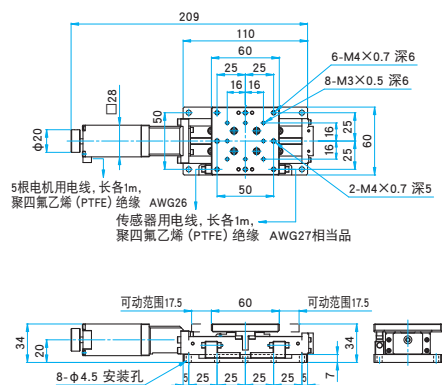 209
110
60
6-M4×0.7 深6
8-M3×0.5 深6
25 25
16 16
□28
50
φ20
16
16
25
25
60
50
2-M4×0.7 深5
5根电机用电线, 长各1m,
聚四氟乙烯 (PTFE) 绝缘 AWG26
传感器用电线, 长各1m,
聚四氟乙烯 (PTFE) 绝缘 AWG27相当品
可动范围17.5
60
可动范围17.5
34
20
34
7
8-φ4.5 安装孔
5 25 25 25 25 5